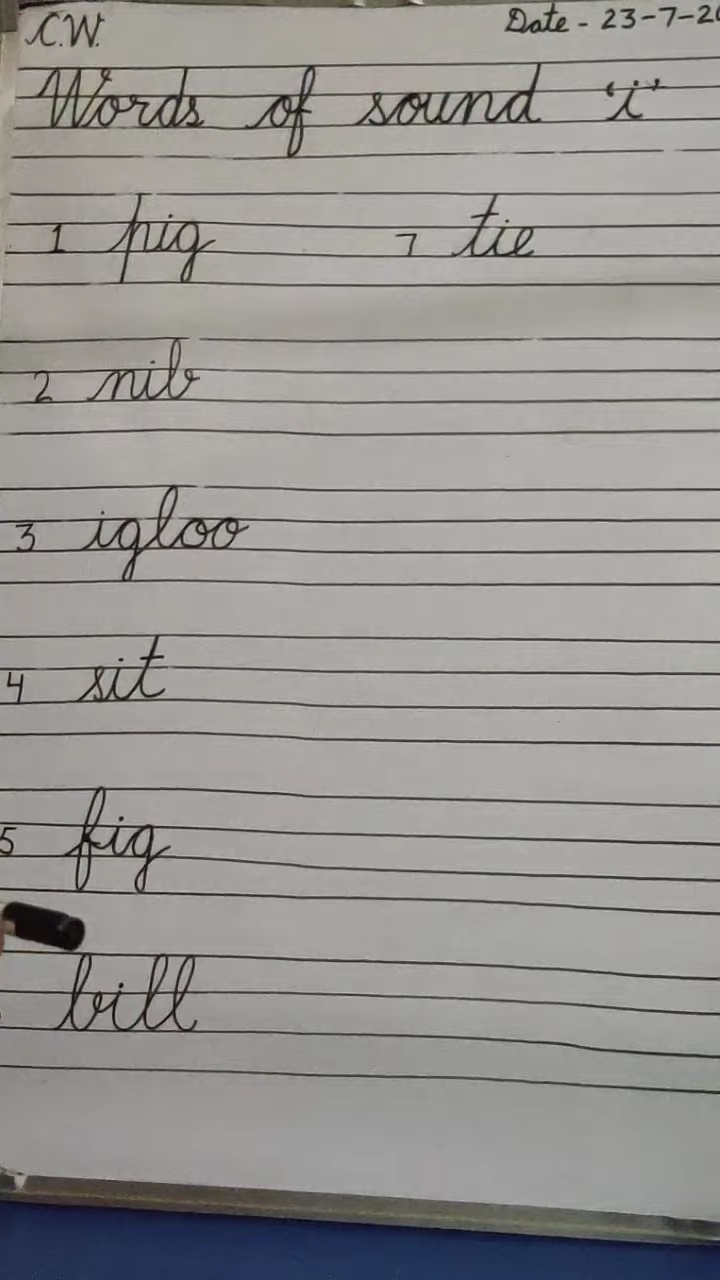 C.W. Date - 23-7-20
Words of sound 'i'
1 pig 7 tie
2 nib
3 igloo
4 sit
5 fig
bill